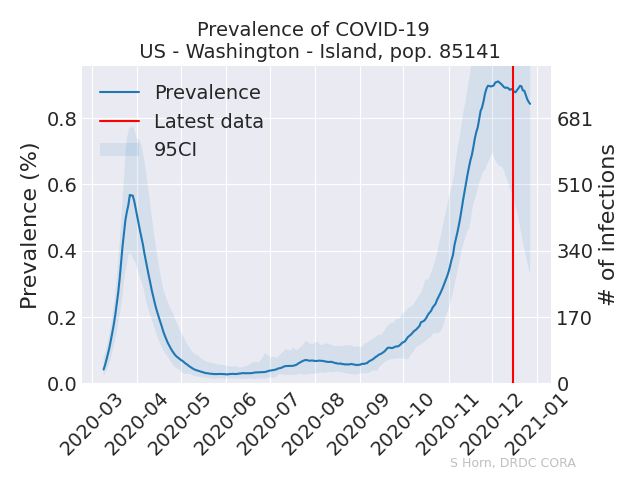 Prevalence of COVID-19
US - Washington - Island, pop. 85141
Prevalence
Latest data
95CI
Prevalence (%)
0.8
0.6
0.4
0.2
0.0
681
510
340
170
0
# of infections
2020-03
2020-04
2020-05
2020-06
2020-07
2020-08
2020-09
2020-10
2020-11
2020-12
2021-01
S Horn, DRDC CORA